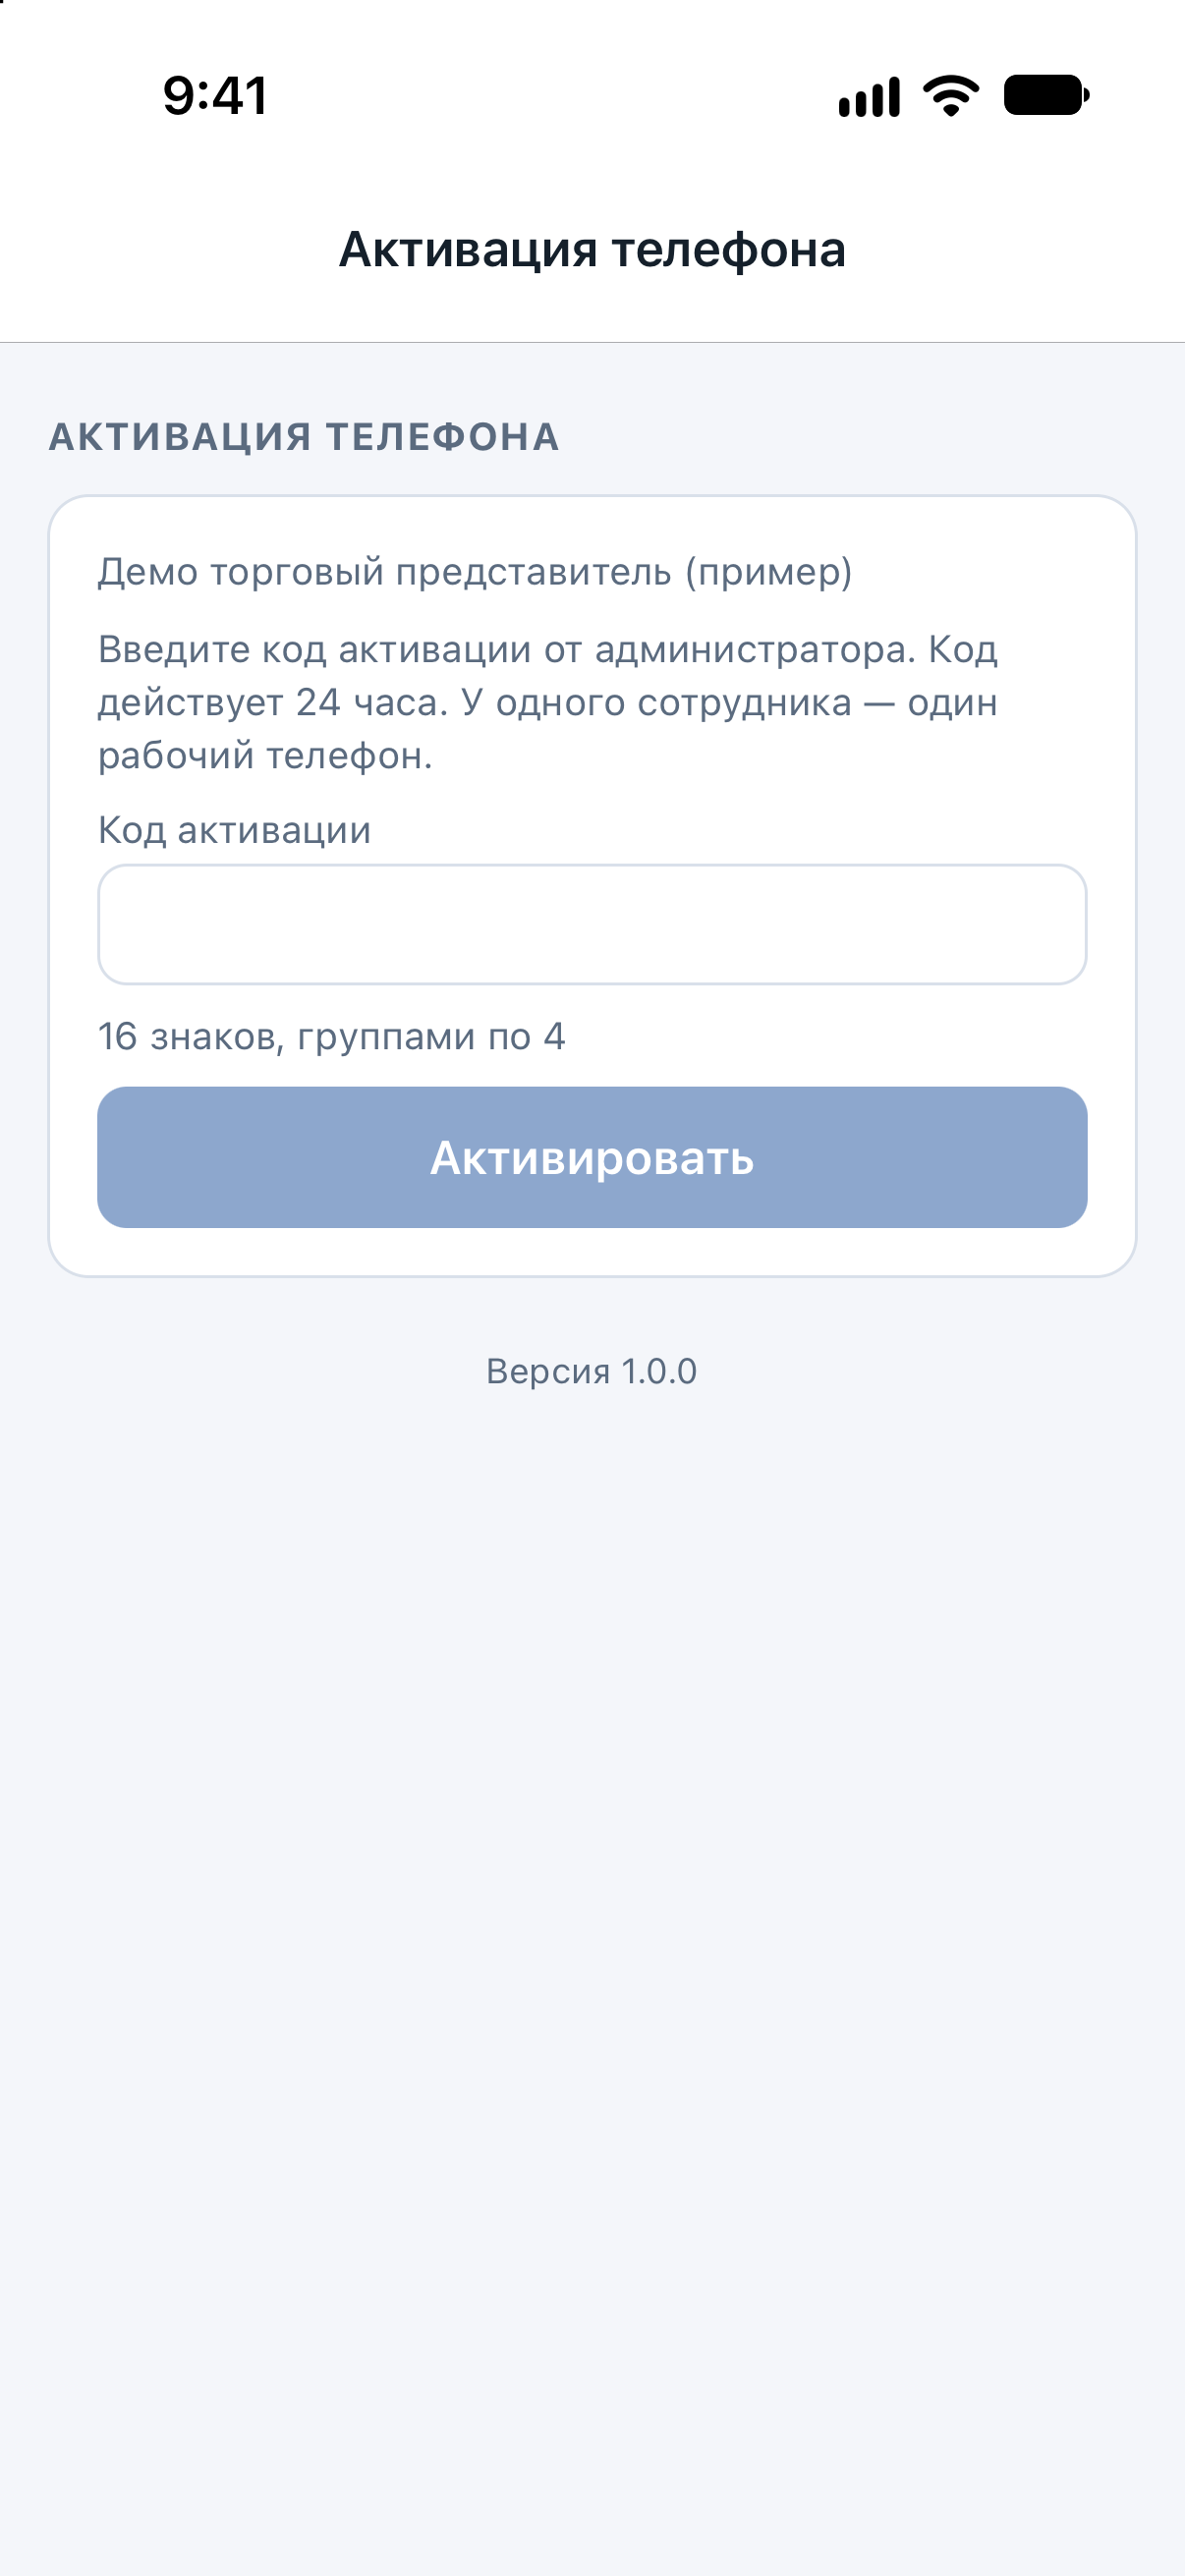 9:41
Активация телефона
АКТИВАЦИЯ ТЕЛЕФОНА
Демо торговый представитель (пример)
Введите код активации от администратора. Код
действует 24 часа. У одного сотрудника — один
рабочий телефон.
Код активации
16 знаков, группами по 4
Активировать
Версия 1.0.0